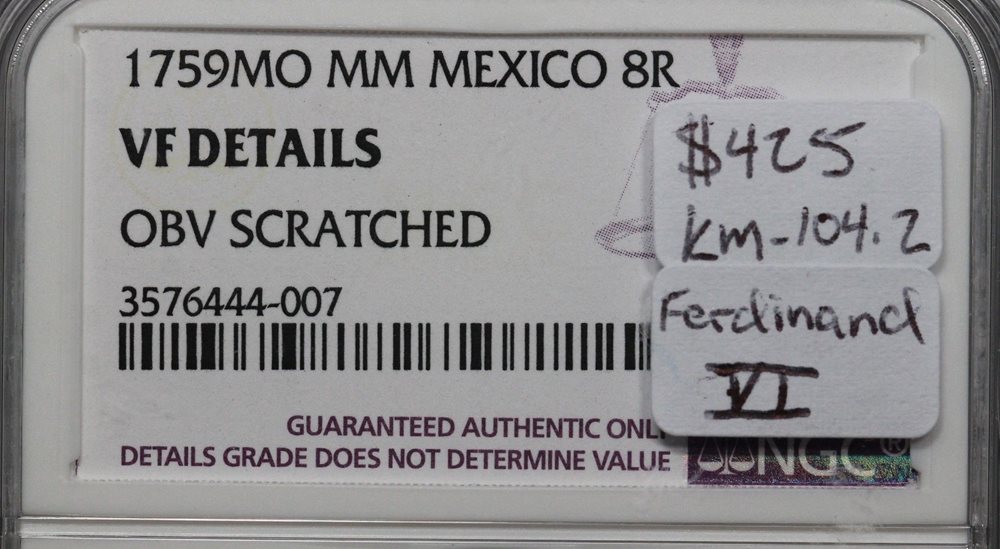 1759MO MM MEXICO 8R
VF DETAILS
OBV SCRATCHED
3576444-007
GUARANTEED AUTHENTIC ONL
DETAILS GRADE DOES NOT DETERMINE VALUE
$425
KM-104.2
Ferdinand
VI
NGC®